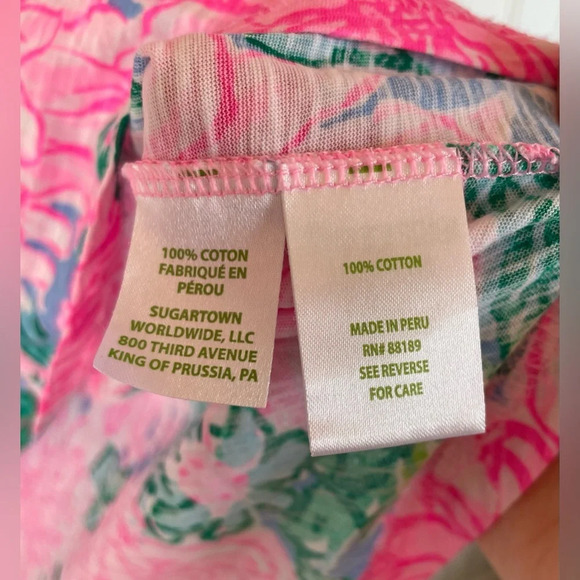 100% COTON
FABRIQUÉ EN
PÉROU
SUGARTOWN
WORLDWIDE, LLC
800 THIRD AVENUE
KING OF PRUSSIA, PA
100% COTTON
MADE IN PERU
RN# 88189
SEE REVERSE
FOR CARE